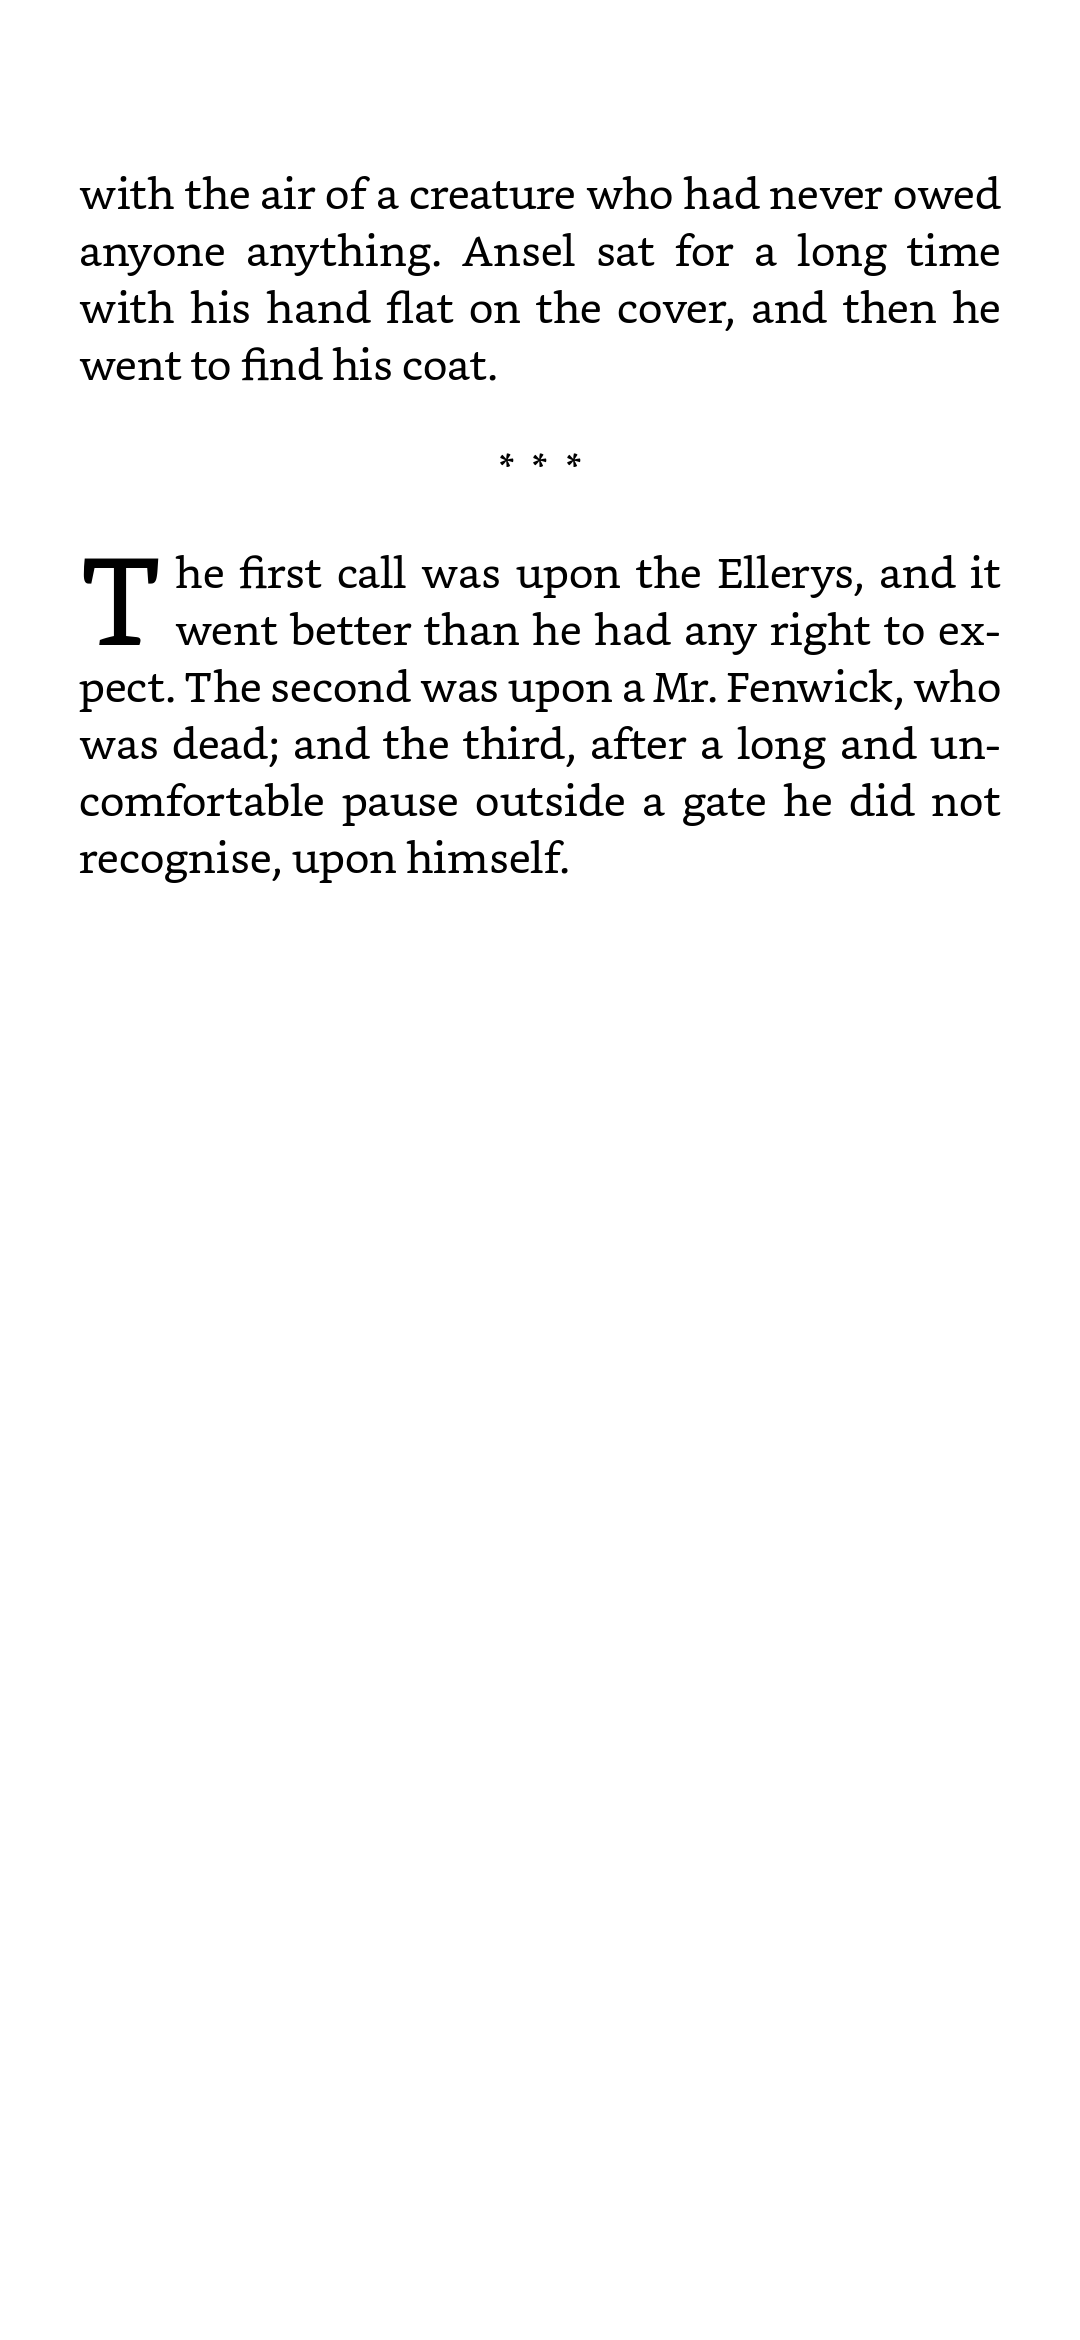 with the air of a creature who had never owed
anyone anything. Ansel sat for a long time
with his hand flat on the cover, and then he
went to find his coat.
* * *
The first call was upon the Ellerys, and it
went better than he had any right to ex-
pect. The second was upon a Mr. Fenwick, who
was dead; and the third, after a long and un-
comfortable pause outside a gate he did not
recognise, upon himself.